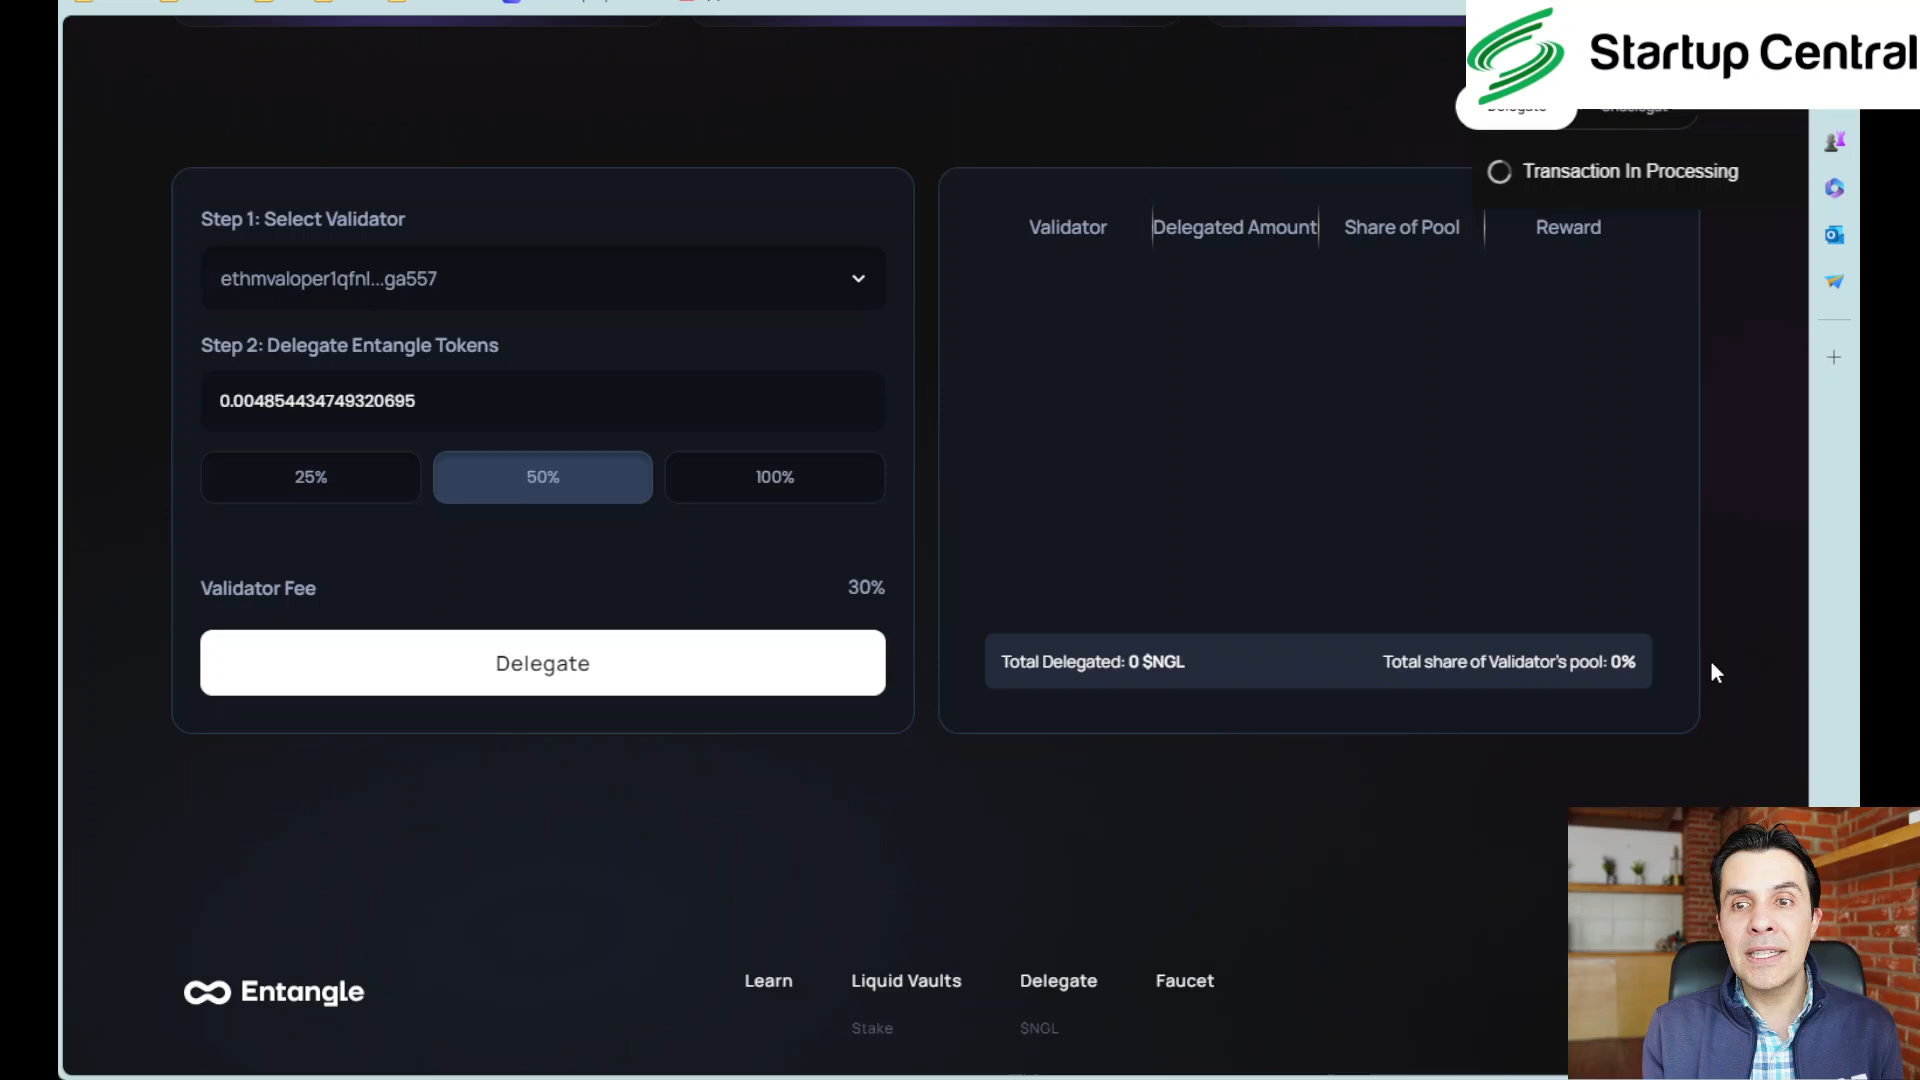 Startup Central
Delegate
Transaction In Processing
Step 1: Select Validator
ethmvaloper1qfnl...ga557
Step 2: Delegate Entangle Tokens
0.004854434749320695
25% 50% 100%
Validator Fee 30%
Delegate
Validator Delegated Amount Share of Pool Reward
Total Delegated: 0 $NGL Total share of Validator's pool: 0%
Entangle
Learn Liquid Vaults Delegate Faucet
Stake $NGL